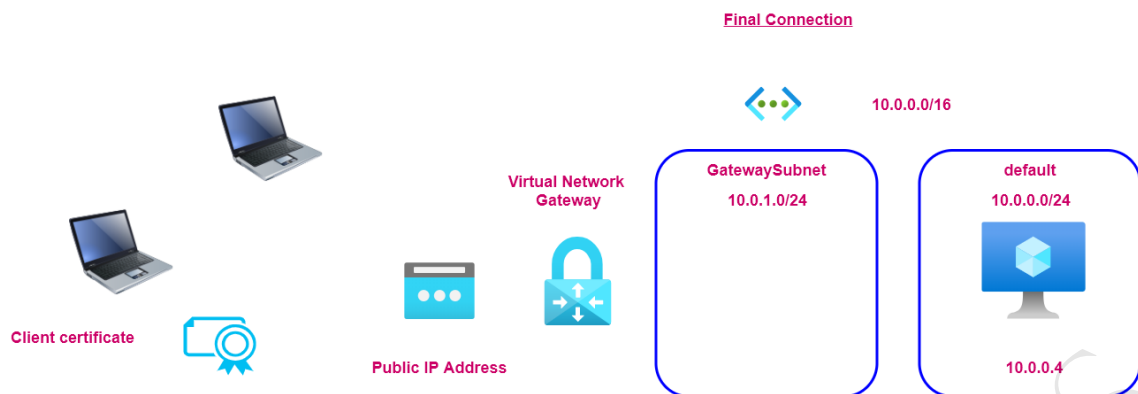 Final Connection
10.0.0.0/16
GatewaySubnet
10.0.1.0/24
default
10.0.0.0/24
Virtual Network
Gateway
Client certificate
Public IP Address
10.0.0.4